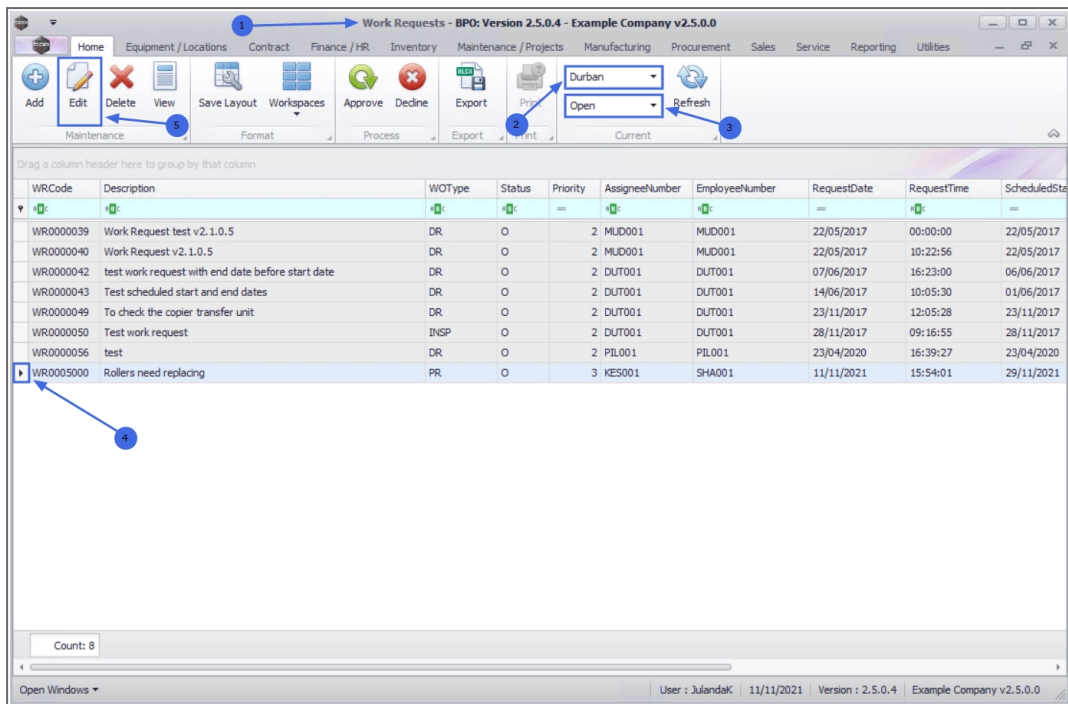 1
Work Requests - BPO: Version 2.5.0.4 - Example Company v2.5.0.0
Home Equipment / Locations Contract Finance / HR Inventory Maintenance / Projects Manufacturing Procurement Sales Service Reporting Utilities
Add Edit Delete View Save Layout Workspaces Approve Decline Export Print Durban Refresh
Open
5 2 3
Maintenance Format Process Export Print Current
Drag a column header here to group by that column
WRCode Description WOType Status Priority AssigneeNumber EmployeeNumber RequestDate RequestTime ScheduledSta
WR0000039 Work Request test v2.1.0.5 DR O 2 MUD001 MUD001 22/05/2017 00:00:00 22/05/2017
WR0000040 Work Request v2.1.0.5 DR O 2 MUD001 MUD001 22/05/2017 10:22:56 22/05/2017
WR0000042 test work request with end date before start date DR O 2 DUT001 DUT001 07/06/2017 16:23:00 06/06/2017
WR0000043 Test scheduled start and end dates DR O 2 DUT001 DUT001 14/06/2017 10:05:30 01/06/2017
WR0000049 To check the copier transfer unit DR O 2 DUT001 DUT001 23/11/2017 12:05:28 23/11/2017
WR0000050 Test work request INSP O 2 DUT001 DUT001 28/11/2017 09:16:55 28/11/2017
WR0000056 test DR O 2 PIL001 PIL001 23/04/2020 16:39:27 23/04/2020
WR0005000 Rollers need replacing PR O 3 KES001 SHA001 11/11/2021 15:54:01 29/11/2021
4
Count: 8
Open Windows User : JulandaK 11/11/2021 Version : 2.5.0.4 Example Company v2.5.0.0